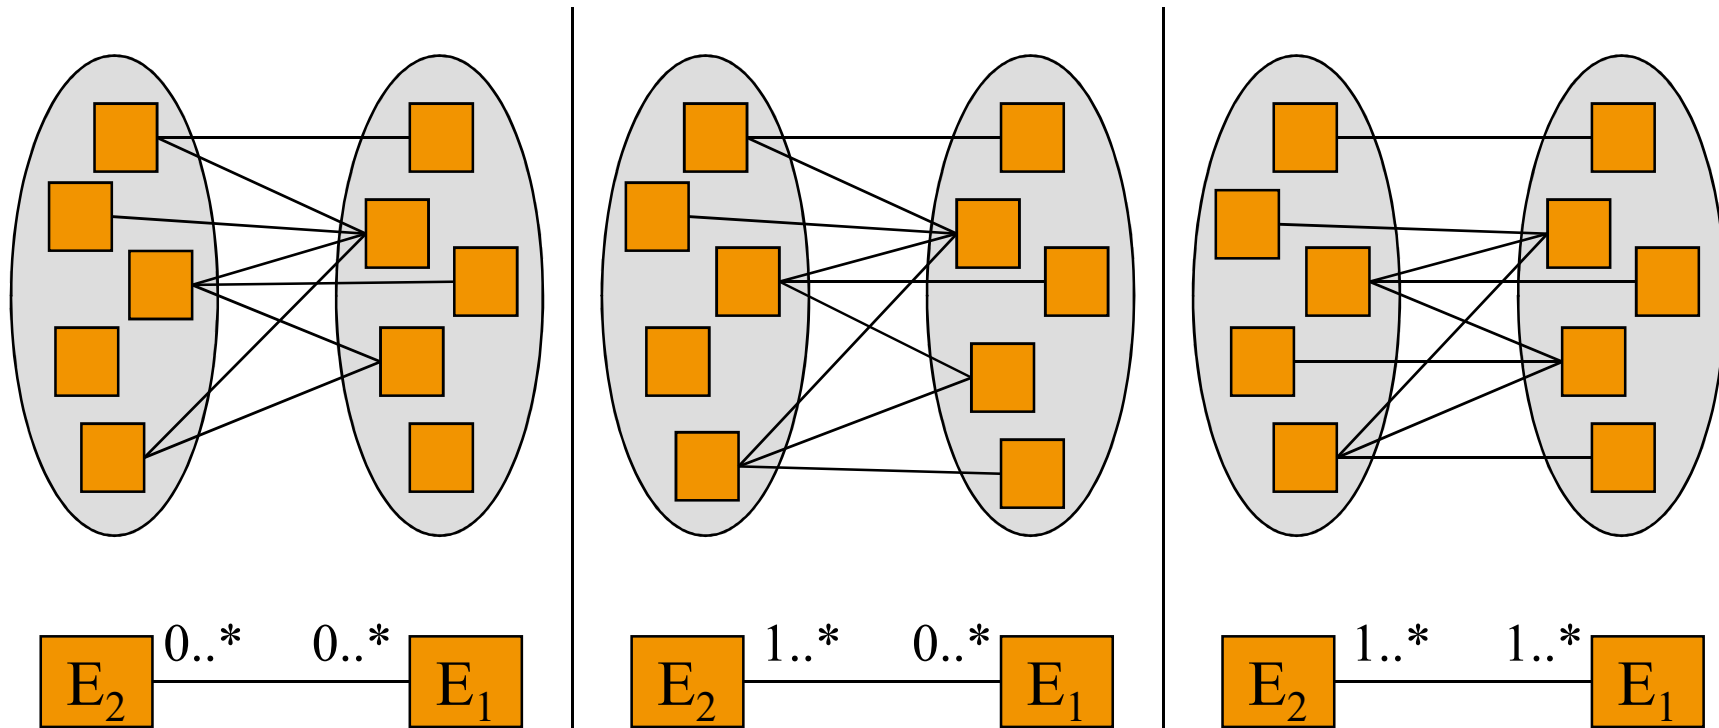 0..* 0..* 1..* 0..* 1..* 1..*
E₂ E₁ E₂ E₁ E₂ E₁